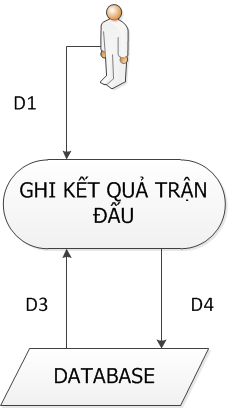 D1
GHI KẾT QUẢ TRẬN
ĐẤU
D3
D4
DATABASE